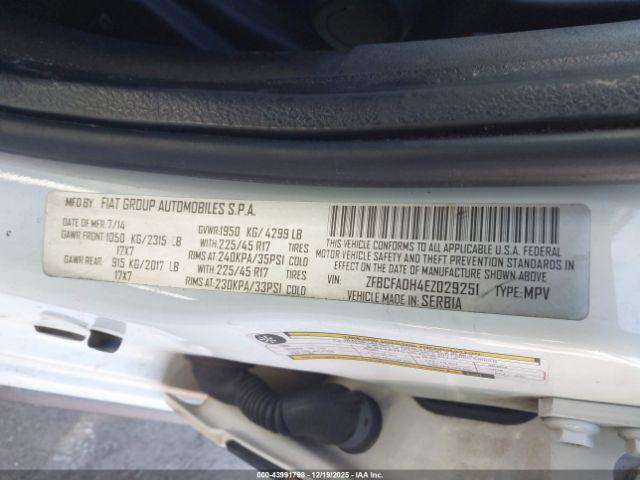 MFG BY FIAT GROUP AUTOMOBILES S.P.A.
DATE OF MFR 7/14 GVWR:1950 KG/4299 LB
GAWR FRONT:1050 KG/2315 LB WITH 225/45 R17 TIRES
17X7 RIMS AT 240KPA/35PSI COLD
GAWR REAR: 915 KG/2017 LB WITH 225/45 R17 TIRES
17X7 RIMS AT 230KPA/33PSI COLD
THIS VEHICLE CONFORMS TO ALL APPLICABLE U.S.A. FEDERAL
MOTOR VEHICLE SAFETY AND THEFT PREVENTION STANDARDS
IN EFFECT ON THE DATE OF MANUFACTURE SHOWN ABOVE
VIN: ZFBCFADH4EZ029251 TYPE: MPV
VEHICLE MADE IN: SERBIA
000-43991798 - 12/19/2025 - COPART